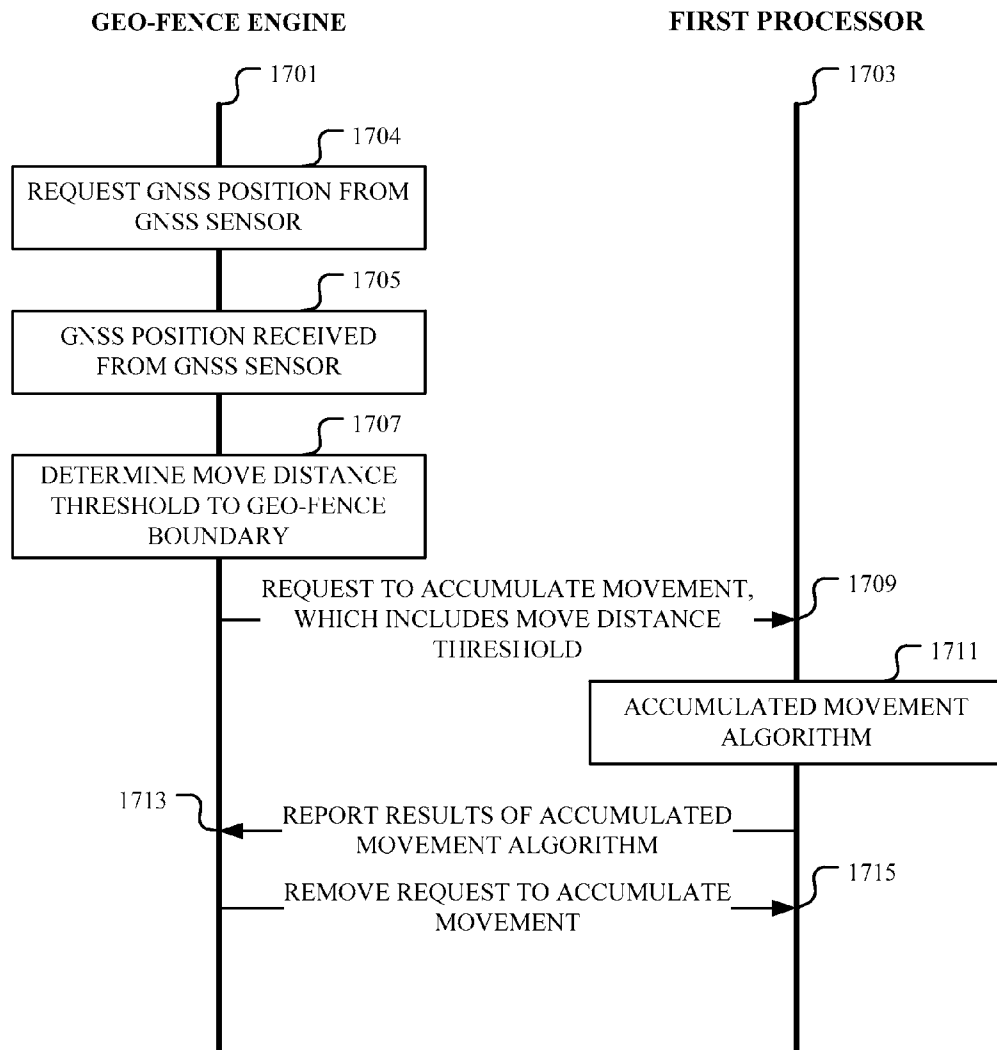 GEO-FENCE ENGINE
FIRST PROCESSOR
1701
1703
1704
REQUEST GNSS POSITION FROM
GNSS SENSOR
1705
GNSS POSITION RECEIVED
FROM GNSS SENSOR
1707
DETERMINE MOVE DISTANCE
THRESHOLD TO GEO-FENCE
BOUNDARY
REQUEST TO ACCUMULATE MOVEMENT,
WHICH INCLUDES MOVE DISTANCE
THRESHOLD
1709
1711
ACCUMULATED MOVEMENT
ALGORITHM
1713
REPORT RESULTS OF ACCUMULATED
MOVEMENT ALGORITHM
REMOVE REQUEST TO ACCUMULATE
MOVEMENT
1715